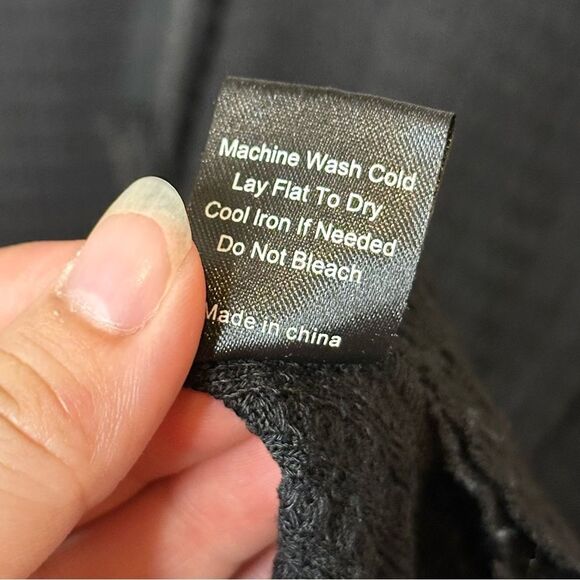 Machine Wash Cold
Lay Flat To Dry
Cool Iron If Needed
Do Not Bleach
Made in china